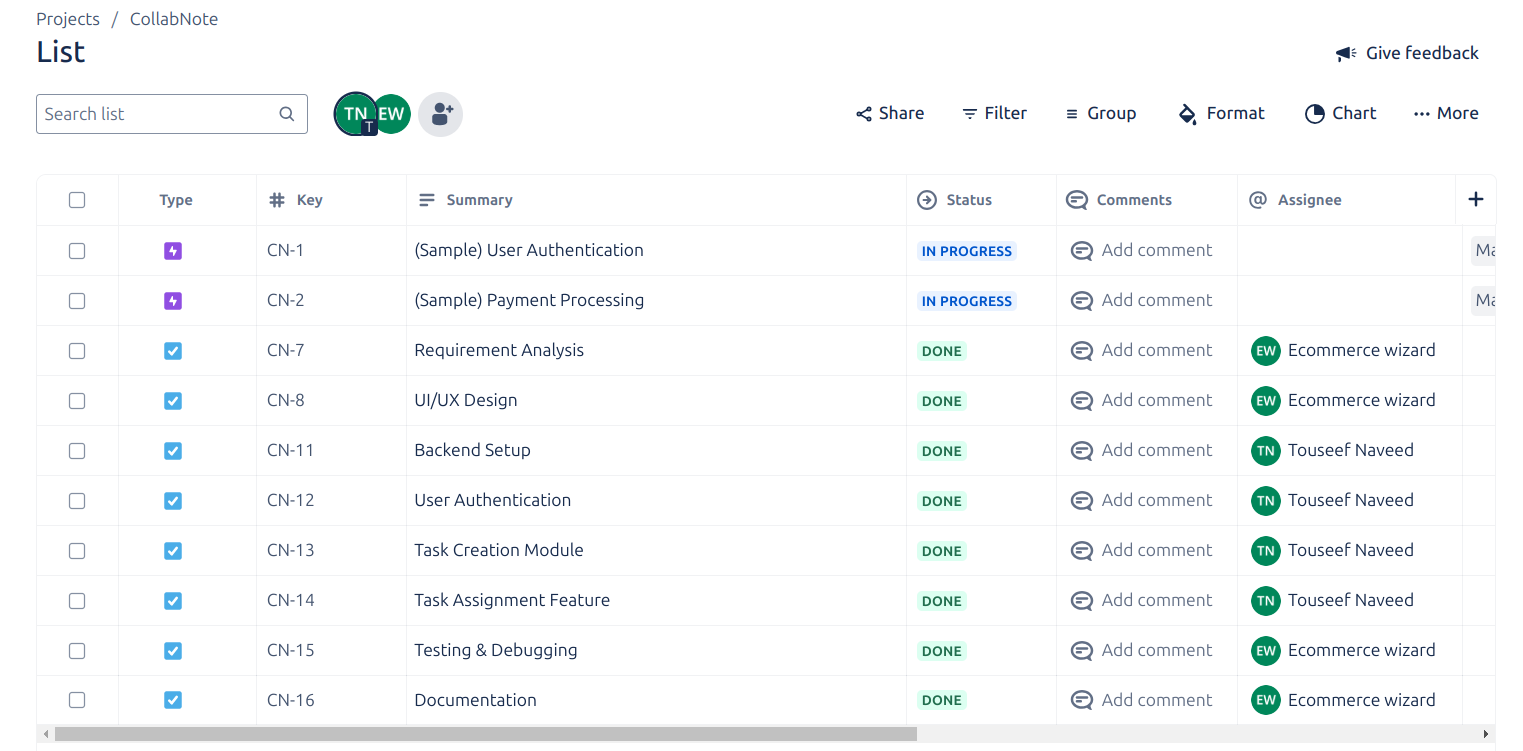 Projects / CollabNote
List
Give feedback
Search list TN T EW Share Filter Group Format Chart More
Type Key Summary Status Comments Assignee
CN-1 (Sample) User Authentication IN PROGRESS Add comment Ma
CN-2 (Sample) Payment Processing IN PROGRESS Add comment Ma
CN-7 Requirement Analysis DONE Add comment EW Ecommerce wizard
CN-8 UI/UX Design DONE Add comment EW Ecommerce wizard
CN-11 Backend Setup DONE Add comment TN Touseef Naveed
CN-12 User Authentication DONE Add comment TN Touseef Naveed
CN-13 Task Creation Module DONE Add comment TN Touseef Naveed
CN-14 Task Assignment Feature DONE Add comment TN Touseef Naveed
CN-15 Testing & Debugging DONE Add comment EW Ecommerce wizard
CN-16 Documentation DONE Add comment EW Ecommerce wizard